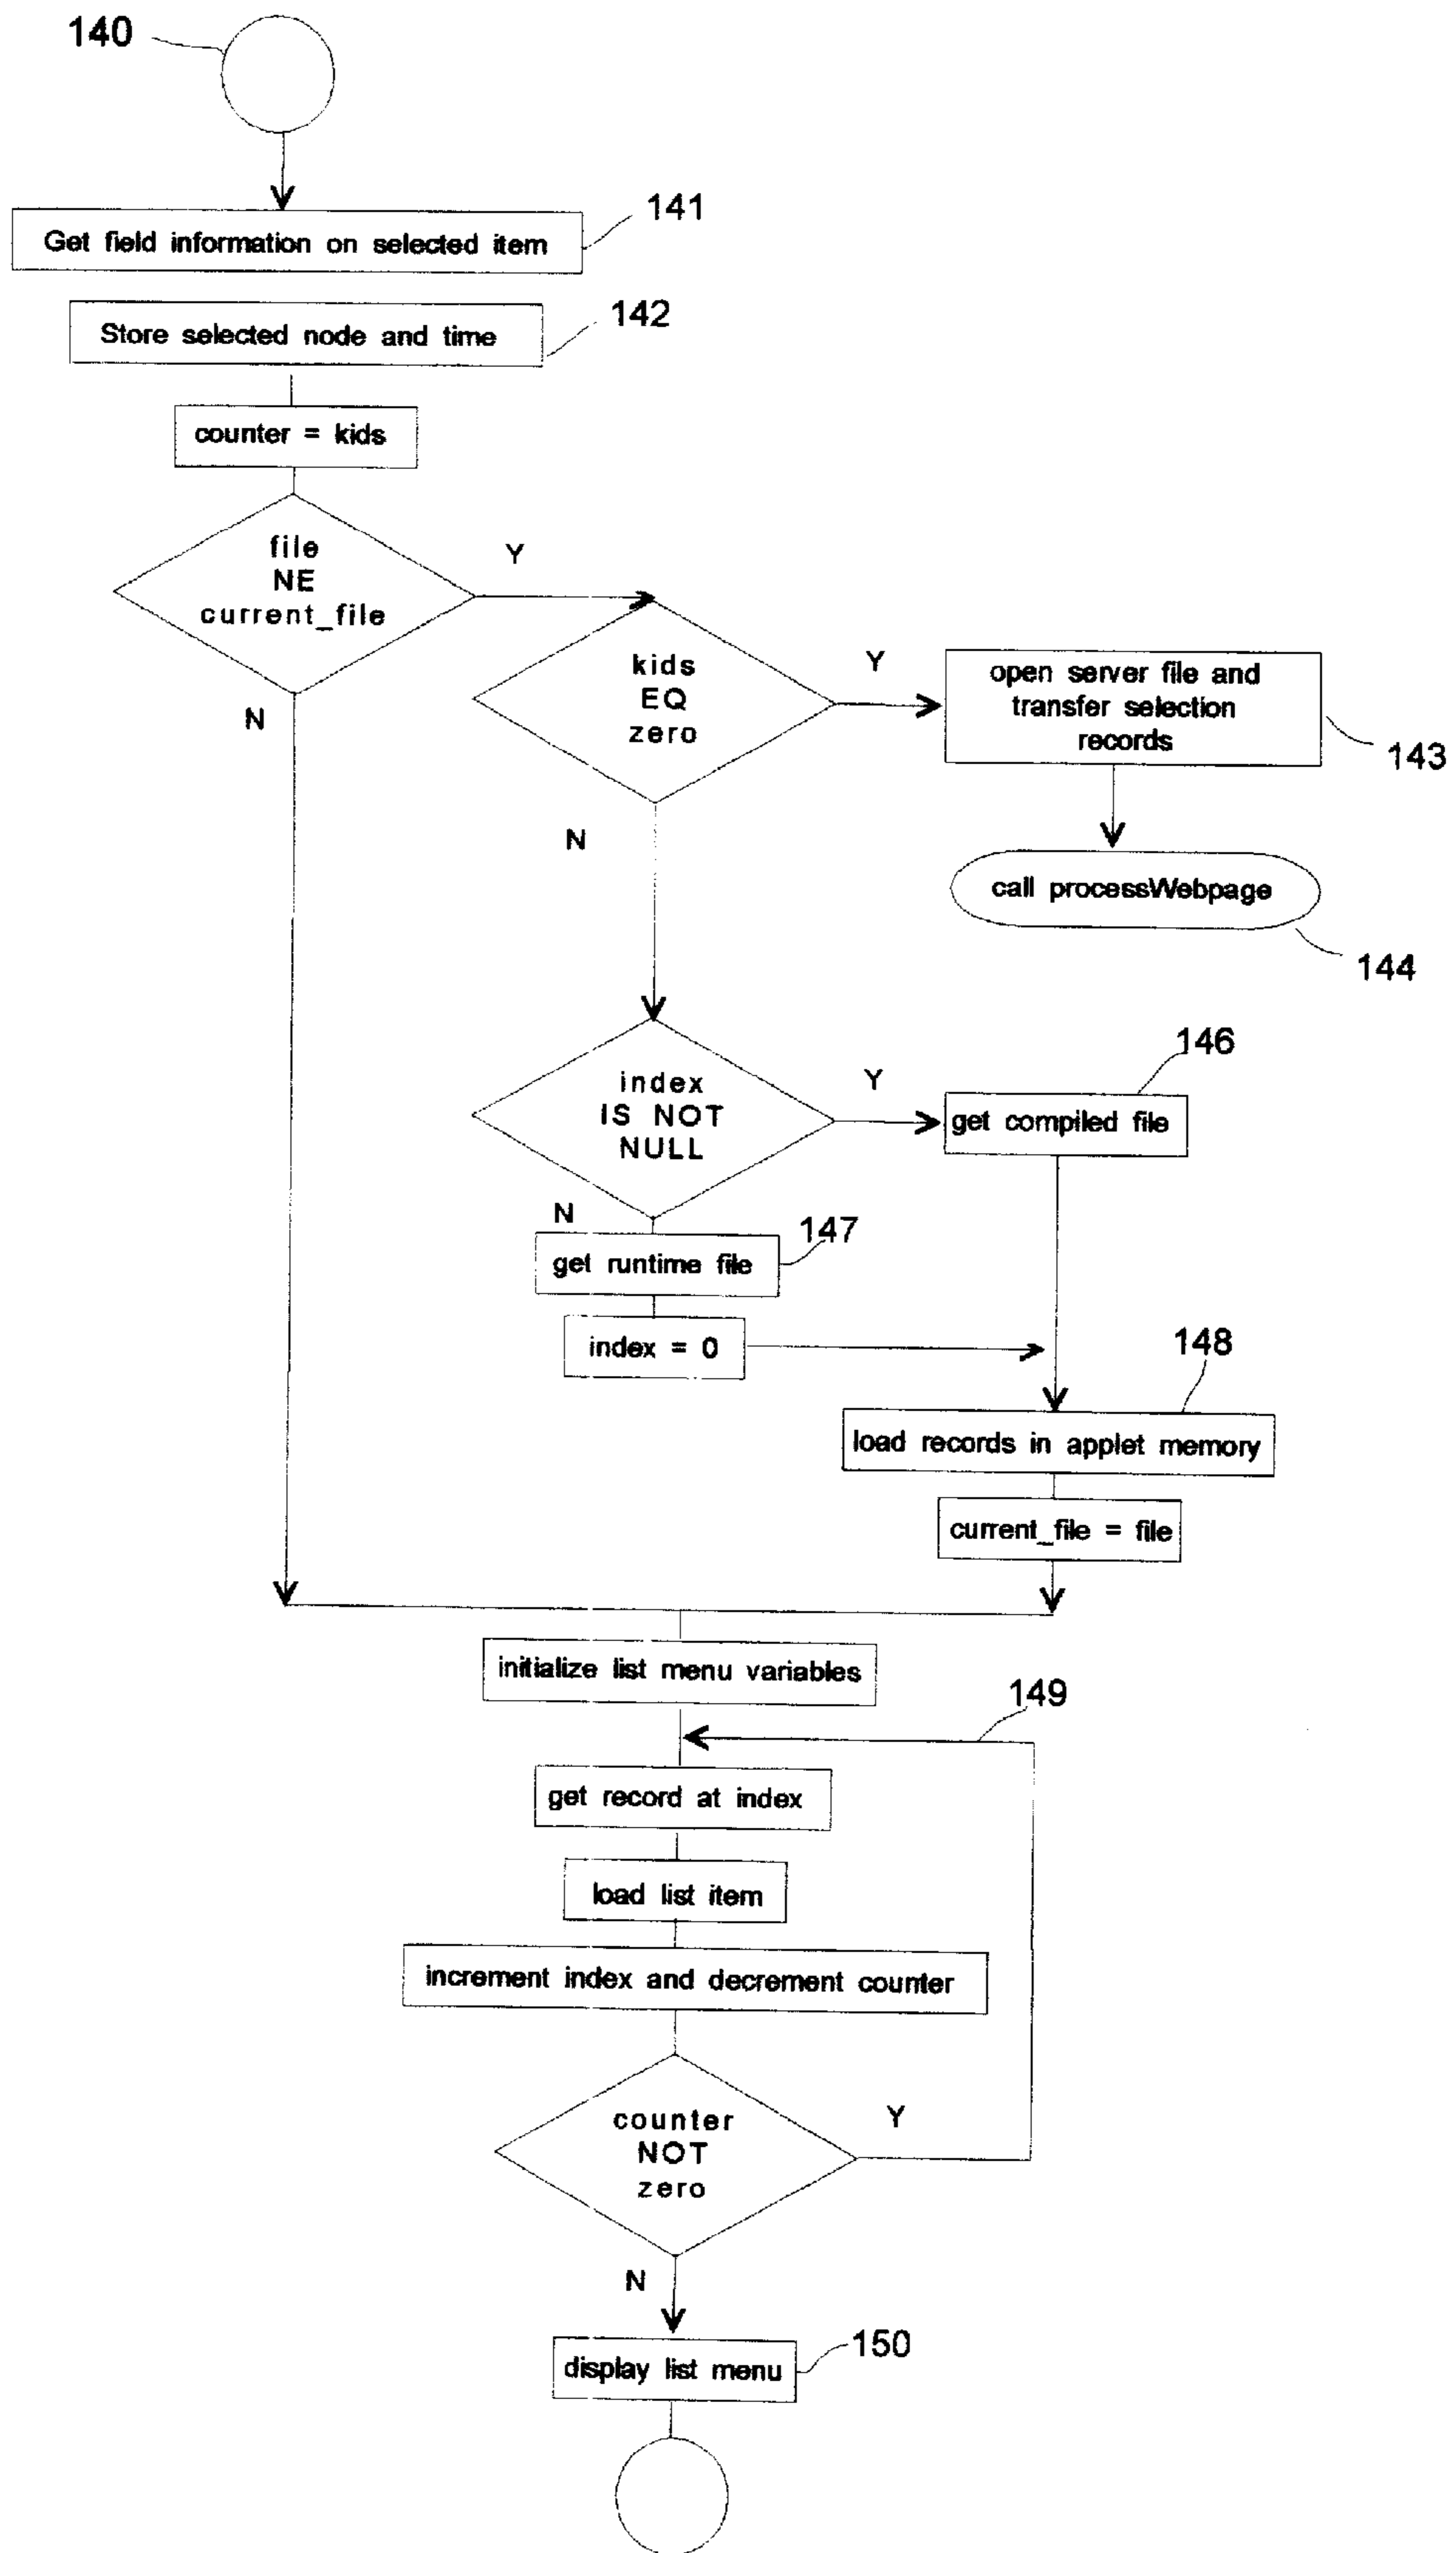 140
141
Get field information on selected item
142
Store selected node and time
counter = kids
file
NE
current_file
Y
N
kids
EQ
zero
Y
open server file and
transfer selection
records
143
N
call processWebpage
144
146
index
IS NOT
NULL
Y
get compiled file
N
147
get runtime file
index = 0
148
load records in applet memory
current_file = file
initialize list menu variables
149
get record at index
load list item
increment index and decrement counter
counter
NOT
zero
Y
N
150
display list menu